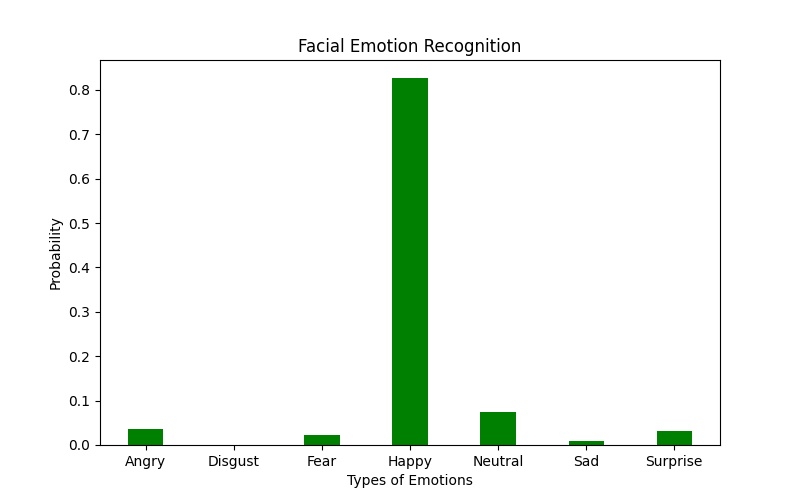 Facial Emotion Recognition
0.8
0.7
0.6
0.5
0.4
0.3
0.2
0.1
0.0
Probability
Angry Disgust Fear Happy Neutral Sad Surprise
Types of Emotions